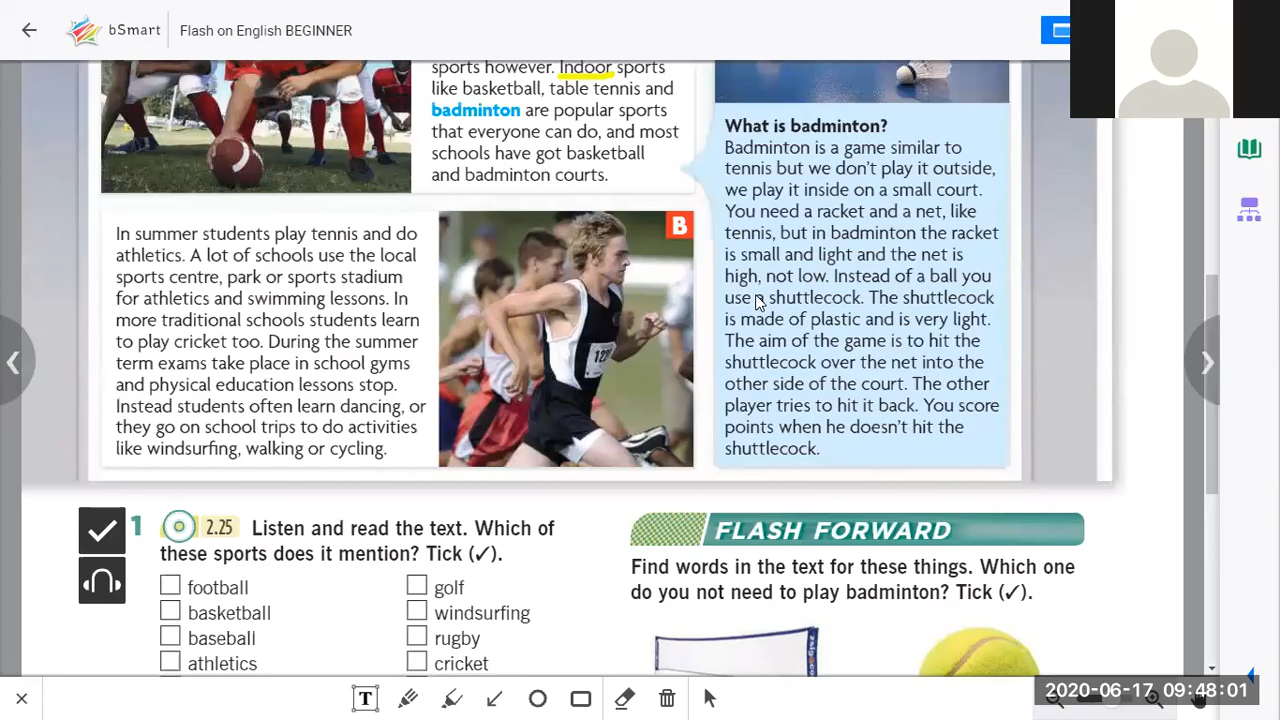 bSmart
Flash on English BEGINNER
sports however. Indoor sports
like basketball, table tennis and
badminton are popular sports
that everyone can do, and most
schools have got basketball
and badminton courts.
In summer students play tennis and do
athletics. A lot of schools use the local
sports centre, park or sports stadium
for athletics and swimming lessons. In
more traditional schools students learn
to play cricket too. During the summer
term exams take place in school gyms
and physical education lessons stop.
Instead students often learn dancing, or
they go on school trips to do activities
like windsurfing, walking or cycling.
B
What is badminton?
Badminton is a game similar to
tennis but we don't play it outside,
we play it inside on a small court.
You need a racket and a net, like
tennis, but in badminton the racket
is small and light and the net is
high, not low. Instead of a ball you
use a shuttlecock. The shuttlecock
is made of plastic and is very light.
The aim of the game is to hit the
shuttlecock over the net into the
other side of the court. The other
player tries to hit it back. You score
points when he doesn't hit the
shuttlecock.
1 2.25 Listen and read the text. Which of
these sports does it mention? Tick (✓).
football
basketball
baseball
athletics
golf
windsurfing
rugby
cricket
FLASH FORWARD
Find words in the text for these things. Which one
do you not need to play badminton? Tick (✓).
T
2020-06-17 09:48:01